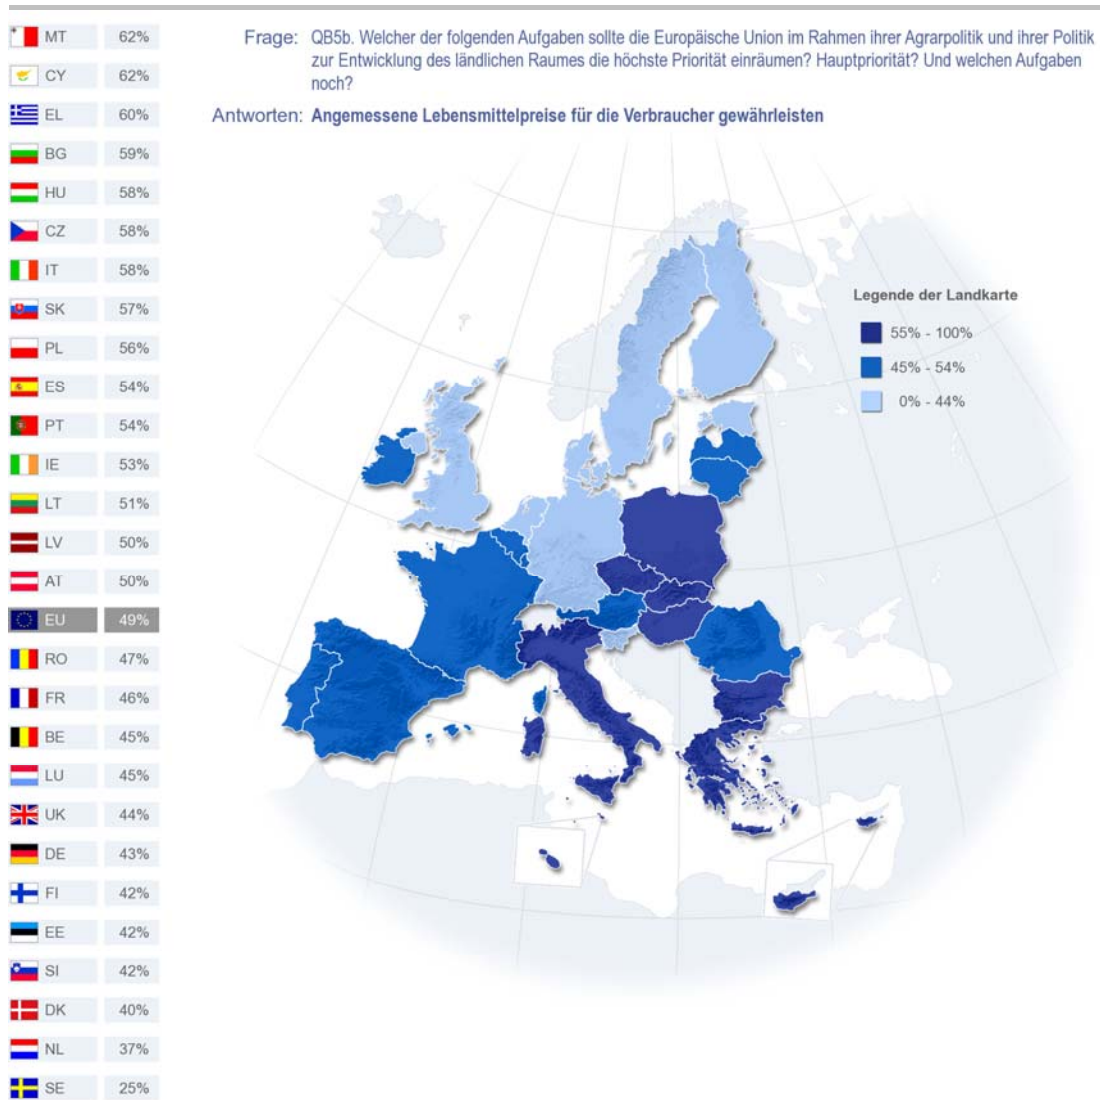 Frage: QB5b. Welcher der folgenden Aufgaben sollte die Europäische Union im Rahmen ihrer Agrarpolitik und ihrer Politik
zur Entwicklung des ländlichen Raumes die höchste Priorität einräumen? Hauptpriorität? Und welchen Aufgaben
noch?
Antworten: Angemessene Lebensmittelpreise für die Verbraucher gewährleisten
MT 62%
CY 62%
EL 60%
BG 59%
HU 58%
CZ 58%
IT 58%
SK 57%
PL 56%
ES 54%
PT 54%
IE 53%
LT 51%
LV 50%
AT 50%
EU 49%
RO 47%
FR 46%
BE 45%
LU 45%
UK 44%
DE 43%
FI 42%
EE 42%
SI 42%
DK 40%
NL 37%
SE 25%
Legende der Landkarte
55% - 100%
45% - 54%
0% - 44%